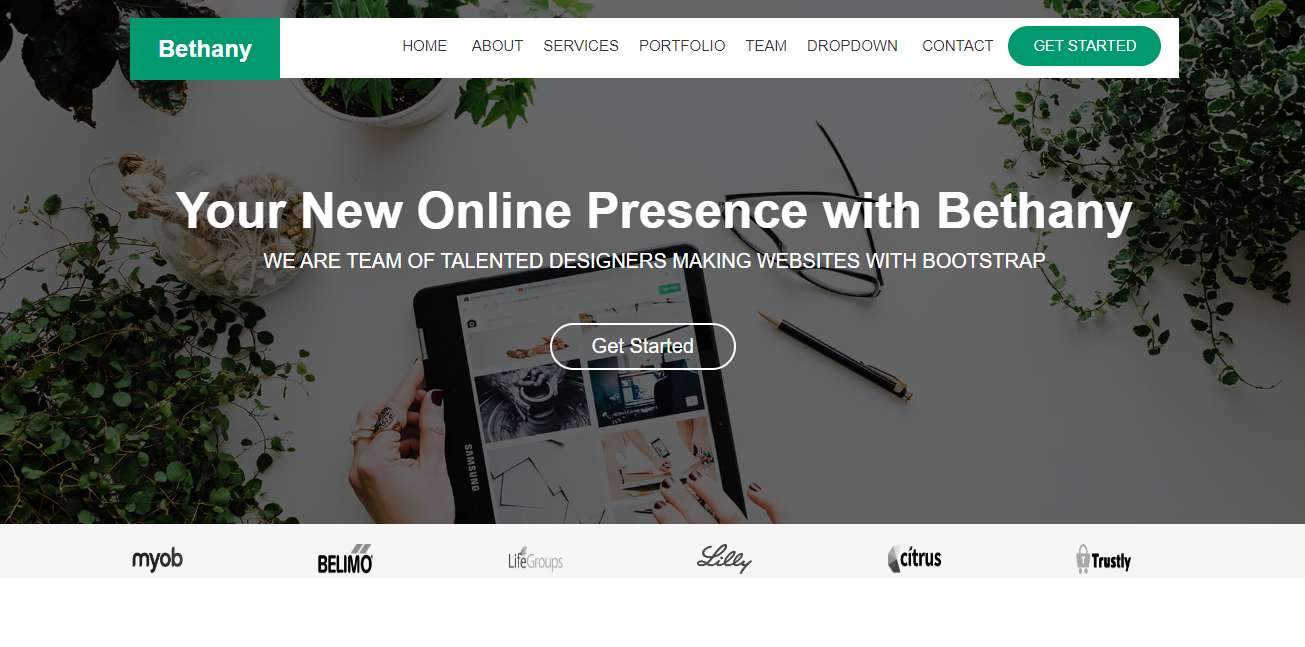 Bethany
HOME ABOUT SERVICES PORTFOLIO TEAM DROPDOWN CONTACT GET STARTED
Your New Online Presence with Bethany
WE ARE TEAM OF TALENTED DESIGNERS MAKING WEBSITES WITH BOOTSTRAP
Get Started
SAMSUNG
myob BELIMO LifeGroups Lilly citrus Trustly